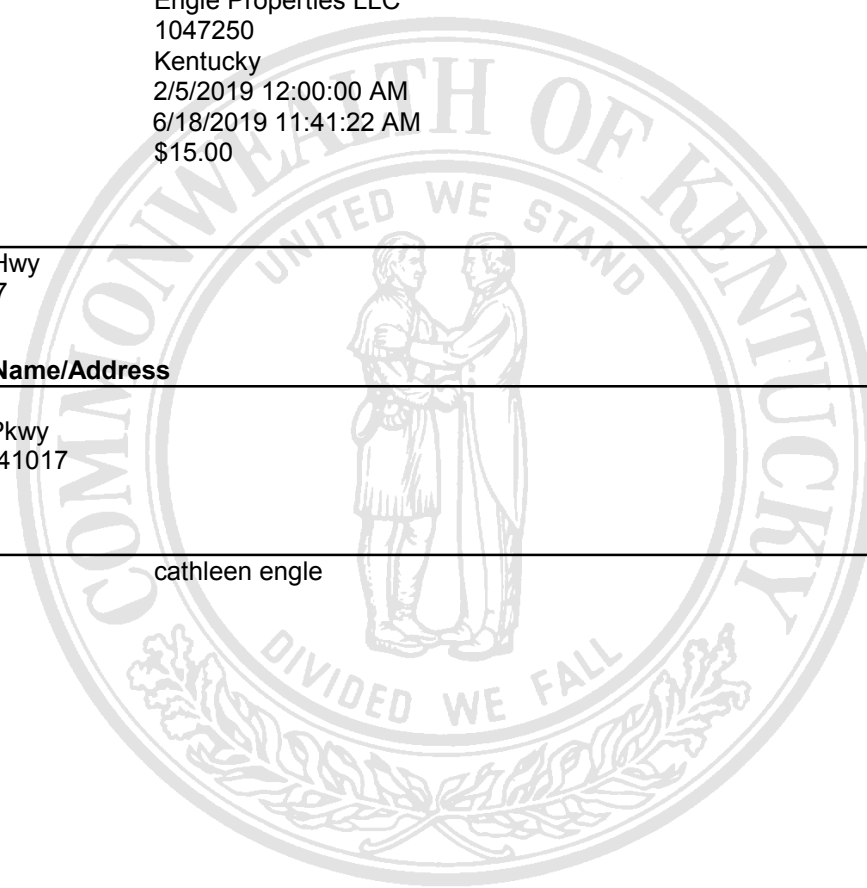 Engle Properties LLC
1047250
Kentucky
2/5/2019 12:00:00 AM
6/18/2019 11:41:22 AM
$15.00
Hwy
7
Name/Address
Pkwy
41017
cathleen engle
COMMONWEALTH OF KENTUCKY
UNITED WE STAND
DIVIDED WE FALL